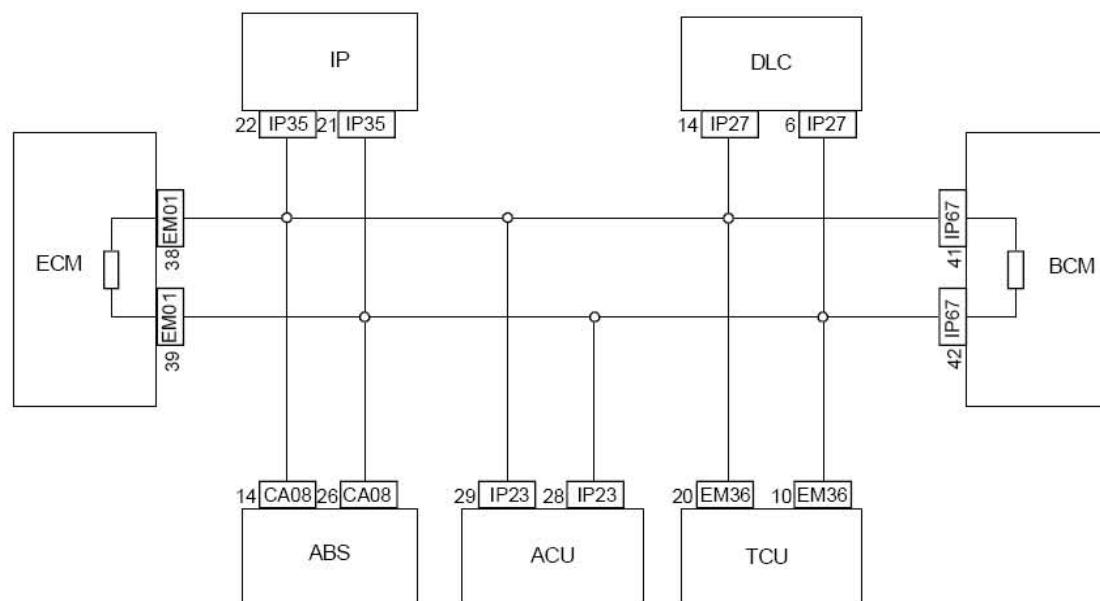 IP
DLC
22 IP35 21 IP35
14 IP27 6 IP27
EM01
38
IP67
41
ECM
BCM
EM01
39
IP67
42
14 CA08 26 CA08
29 IP23 28 IP23
20 EM36 10 EM36
ABS
ACU
TCU